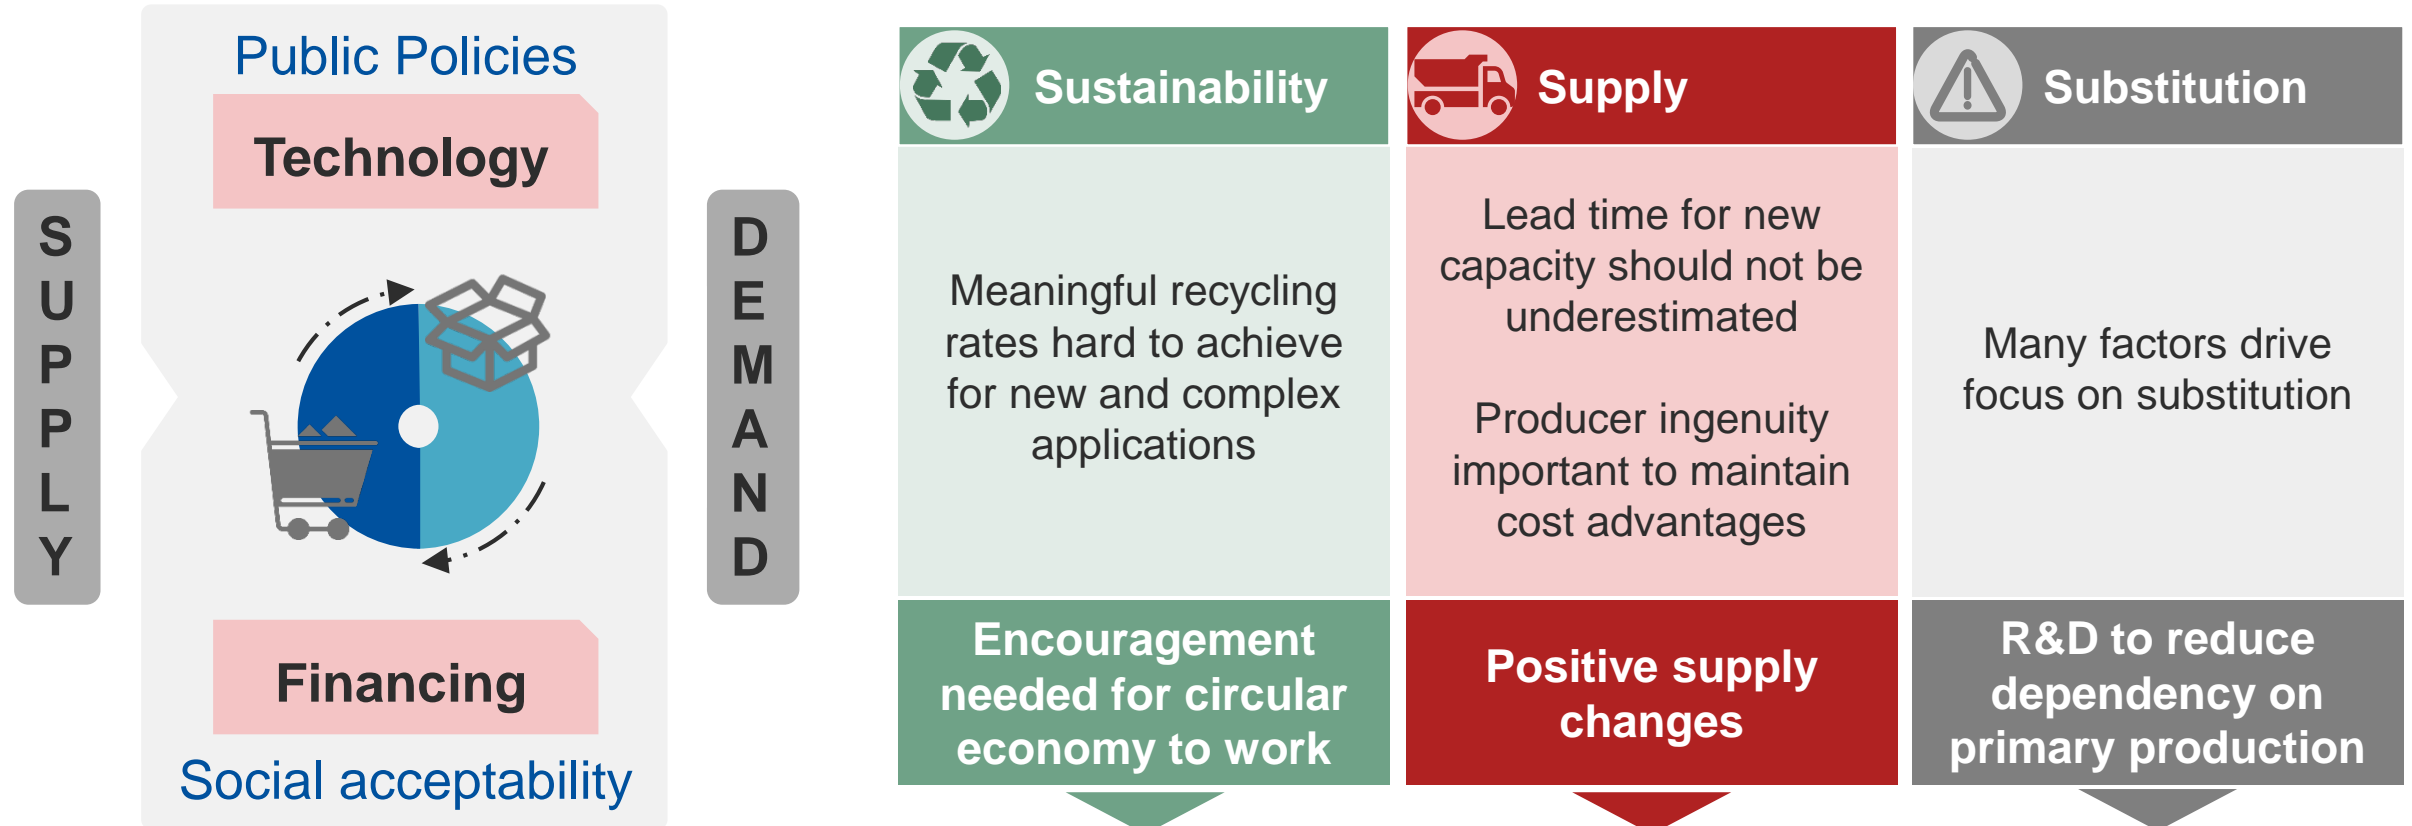 Public Policies
Technology
SUPPLY
DEMAND
Financing
Social acceptability
Sustainability
Meaningful recycling
rates hard to achieve
for new and complex
applications
Encouragement
needed for circular
economy to work
Supply
Lead time for new
capacity should not be
underestimated
Producer ingenuity
important to maintain
cost advantages
Positive supply
changes
Substitution
Many factors drive
focus on substitution
R&D to reduce
dependency on
primary production